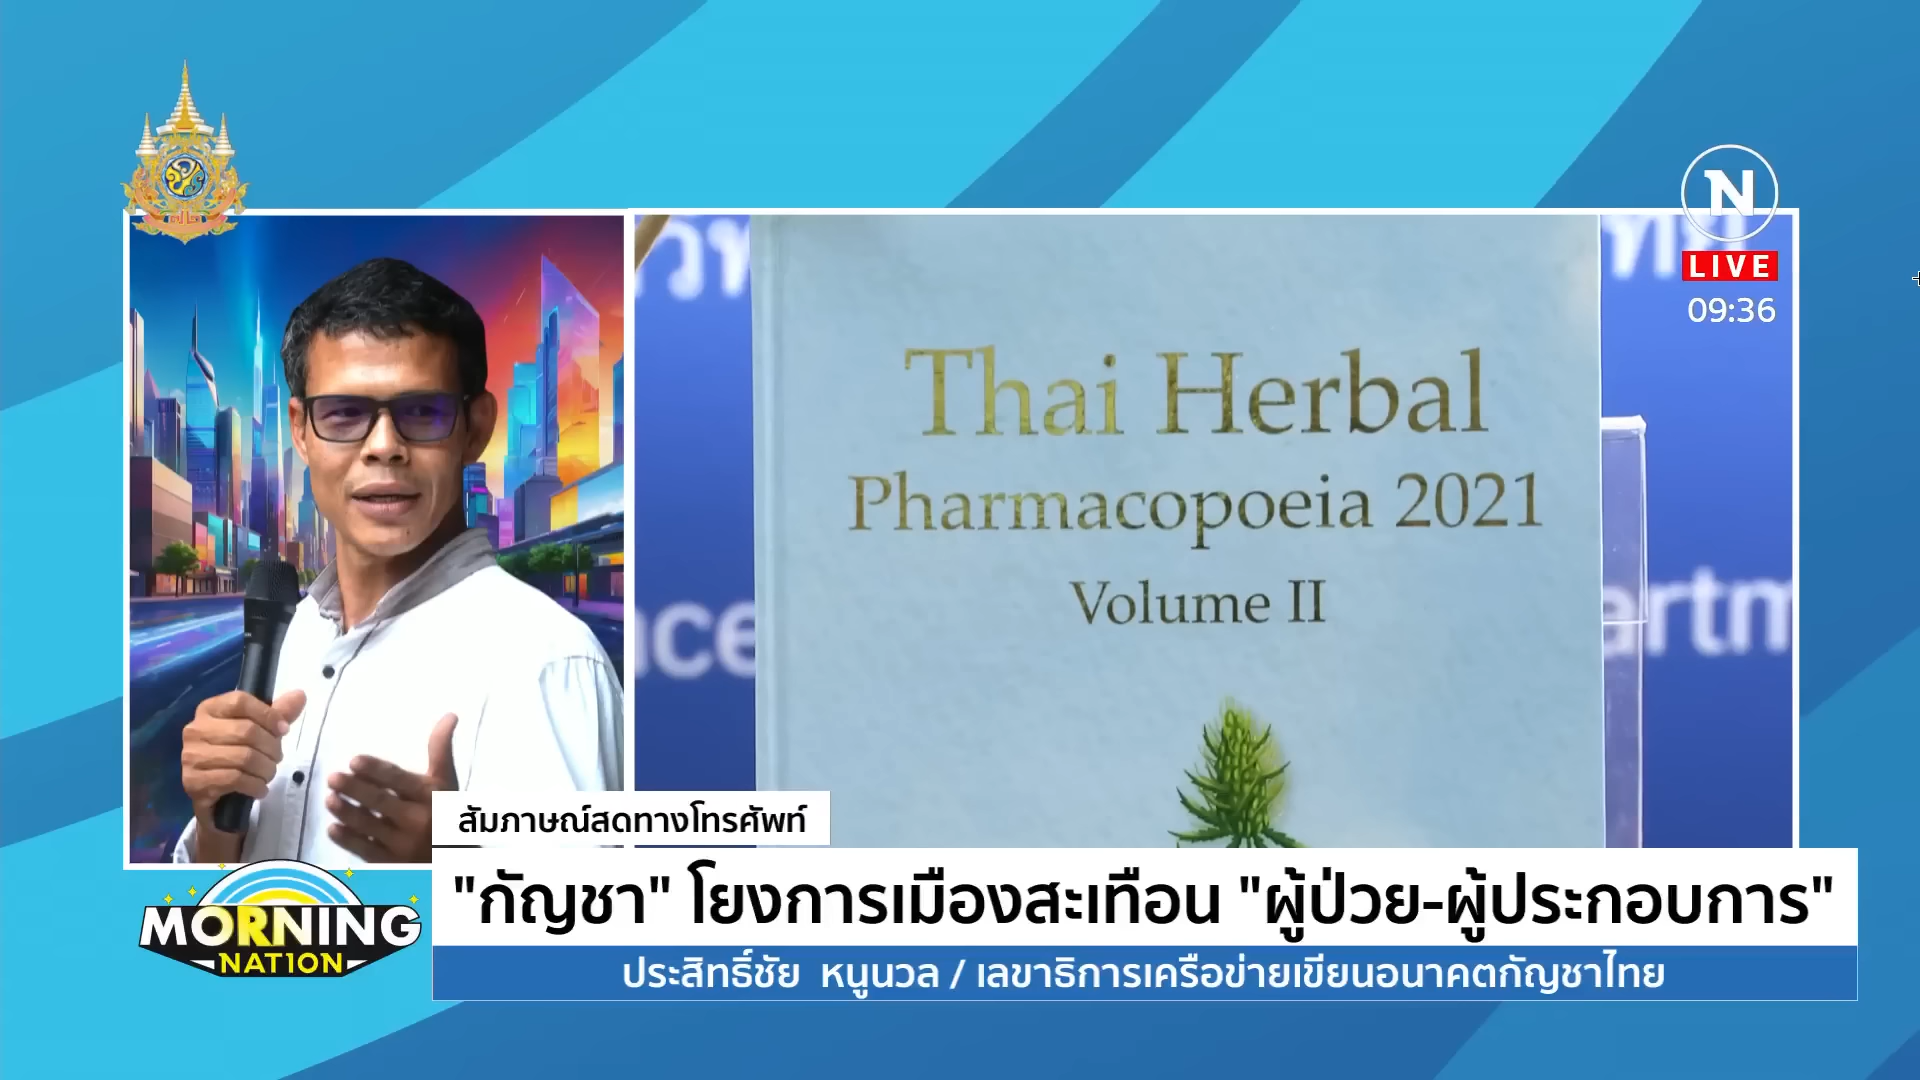 N
LIVE
09:36
Thai Herbal
Pharmacopoeia 2021
Volume II
nce
artm
สัมภาษณ์สดทางโทรศัพท์
"กัญชา" โยงการเมืองสะเทือน "ผู้ป่วย-ผู้ประกอบการ"
ประสิทธิ์ชัย หนูนวล / เลขาธิการเครือข่ายเขียนอนาคตกัญชาไทย
MORNING
NATION